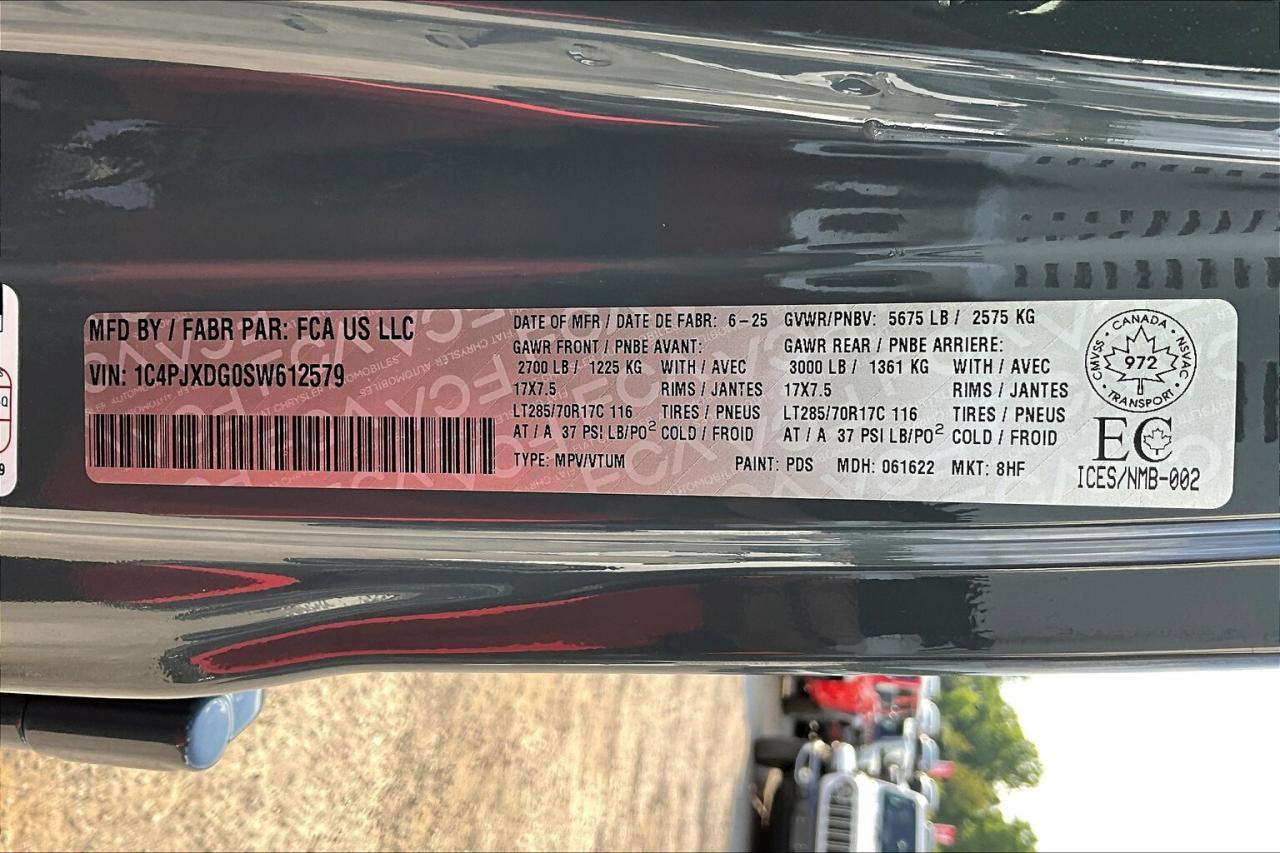 MFD BY / FABR PAR: FCA US LLC
VIN: 1C4PJXDG0SW612579
DATE OF MFR / DATE DE FABR: 6-25 GVWR/PNBV: 5675 LB / 2575 KG
GAWR FRONT / PNBE AVANT: GAWR REAR / PNBE ARRIERE:
2700 LB / 1225 KG WITH / AVEC 3000 LB / 1361 KG WITH / AVEC
17X7.5 RIMS / JANTES 17X7.5 RIMS / JANTES
LT285/70R17C 116 TIRES / PNEUS LT285/70R17C 116 TIRES / PNEUS
AT / A 37 PSI LB/PO² COLD / FROID AT / A 37 PSI LB/PO² COLD / FROID
TYPE: MPV/VTUM PAINT: PDS MDH: 061622 MKT: 8HF
CANADA
CMVSS 972 NSVAC
TRANSPORT
EC
ICES/NMB-002